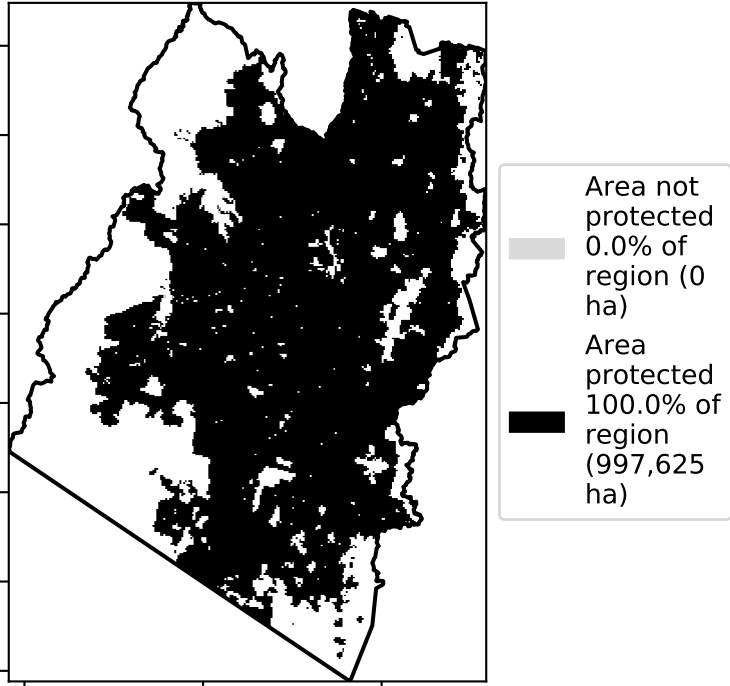 Area not
protected
0.0% of
region (0
ha)
Area
protected
100.0% of
region
(997,625
ha)